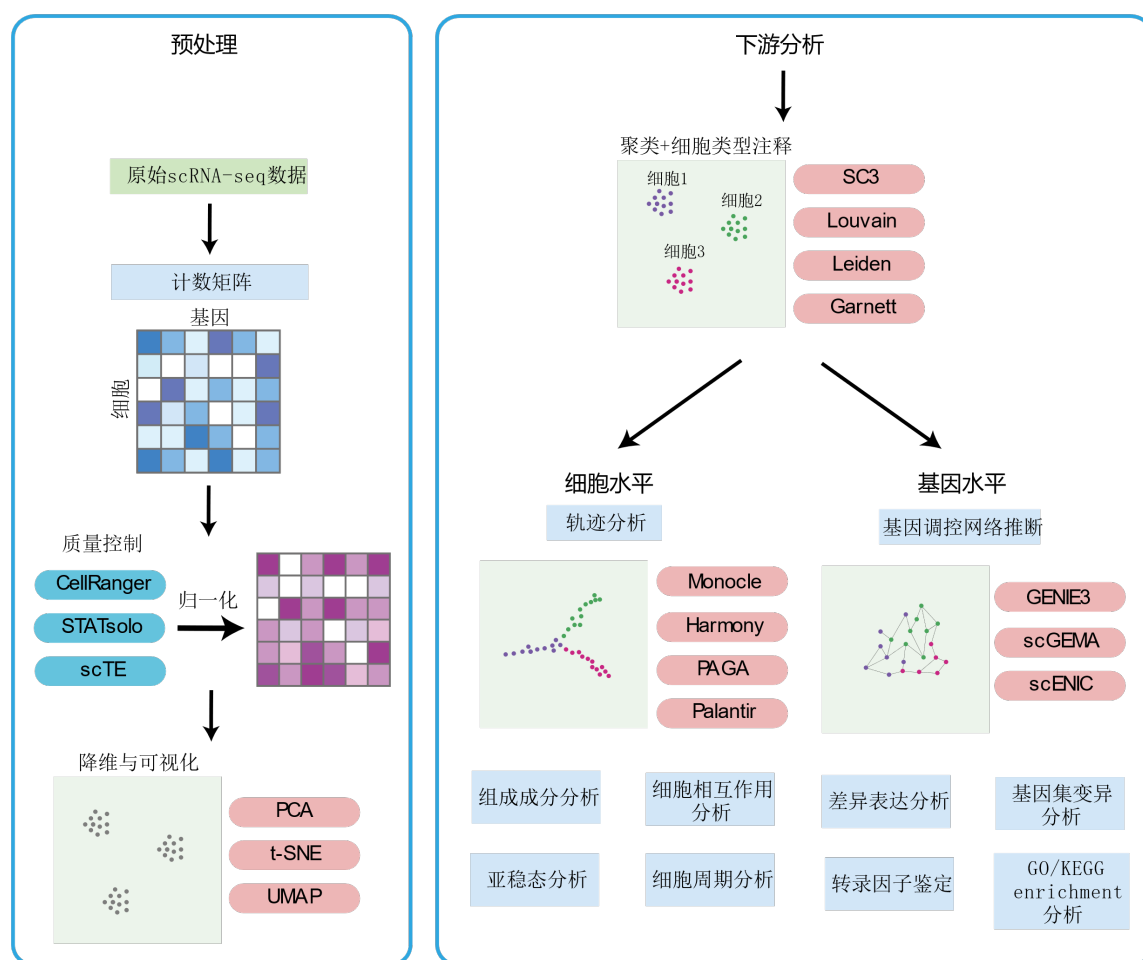 预处理
原始scRNA-seq数据
计数矩阵
基因
细胞
质量控制
CellRanger
STATsolo
scTE
归一化
降维与可视化
PCA
t-SNE
UMAP
下游分析
聚类+细胞类型注释
细胞1
细胞2
细胞3
SC3
Louvain
Leiden
Garnett
细胞水平
轨迹分析
Monocle
Harmony
PAGA
Palantir
组成成分分析
细胞相互作用
分析
亚稳态分析
细胞周期分析
基因水平
基因调控网络推断
GENIE3
scGEMA
scENIC
差异表达分析
基因集变异
分析
转录因子鉴定
GO/KEGG
enrichment
分析